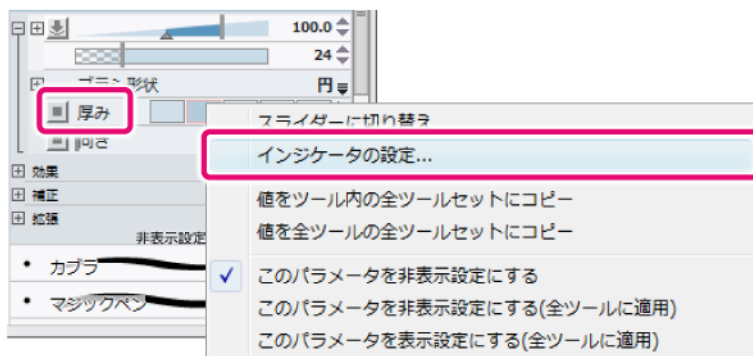 100.0
24
ブラシ形状 円
厚み
向き
効果
補正
拡張
非表示設定
カブラ
マジックペン
スライダーに切り替え
インジケータの設定...
値をツール内の全ツールセットにコピー
値を全ツールの全ツールセットにコピー
このパラメータを非表示設定にする
このパラメータを非表示設定にする(全ツールに適用)
このパラメータを表示設定にする(全ツールに適用)